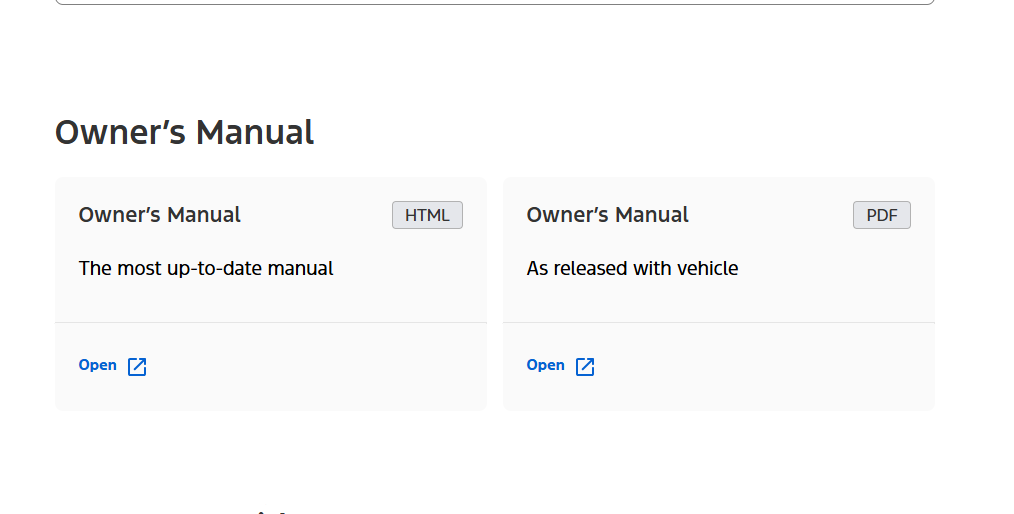 Owner’s Manual
Owner’s Manual
HTML
The most up-to-date manual
Open
Owner’s Manual
PDF
As released with vehicle
Open